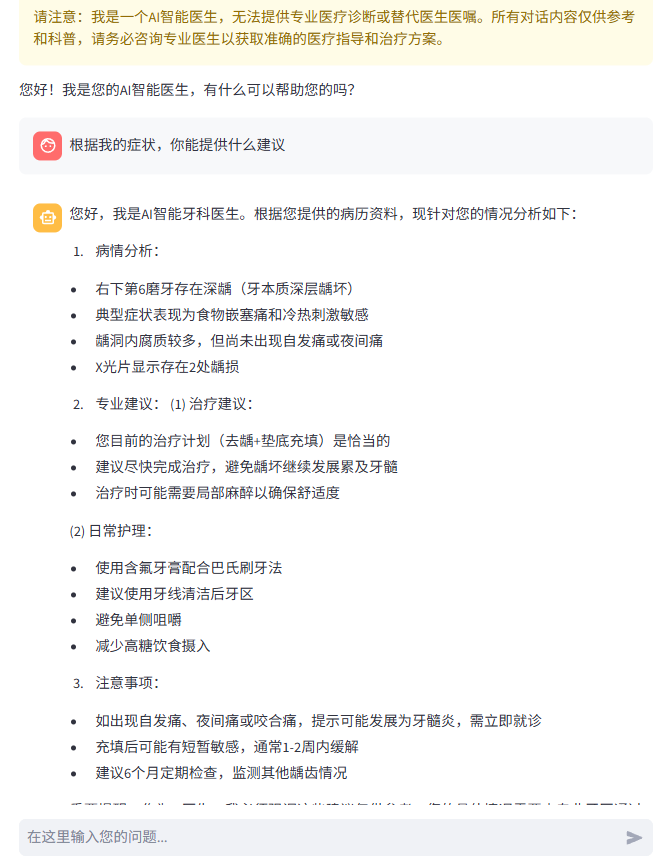 请注意：我是一个AI智能医生，无法提供专业医疗诊断或替代医生医嘱。所有对话内容仅供参考
和科普，请务必咨询专业医生以获取准确的医疗指导和治疗方案。
您好！我是您的AI智能医生，有什么可以帮助您的吗？
根据我的症状，你能提供什么建议
您好，我是AI智能牙科医生。根据您提供的病历资料，现针对您的情况分析如下：
1. 病情分析：
• 右下第6磨牙存在深龋（牙本质深层龋坏）
• 典型症状表现为食物嵌塞痛和冷热刺激敏感
• 龋洞内腐质较多，但尚未出现自发痛或夜间痛
• X光片显示存在2处龋损
2. 专业建议： (1) 治疗建议：
• 您目前的治疗计划（去龋+垫底充填）是恰当的
• 建议尽快完成治疗，避免龋坏继续发展累及牙髓
• 治疗时可能需要局部麻醉以确保舒适度
(2) 日常护理：
• 使用含氟牙膏配合巴氏刷牙法
• 建议使用牙线清洁后牙区
• 避免单侧咀嚼
• 减少高糖饮食摄入
3. 注意事项：
• 如出现自发痛、夜间痛或咬合痛，提示可能发展为牙髓炎，需立即就诊
• 充填后可能有短暂敏感，通常1-2周内缓解
• 建议6个月定期检查，监测其他龋齿情况
在这里输入您的问题...